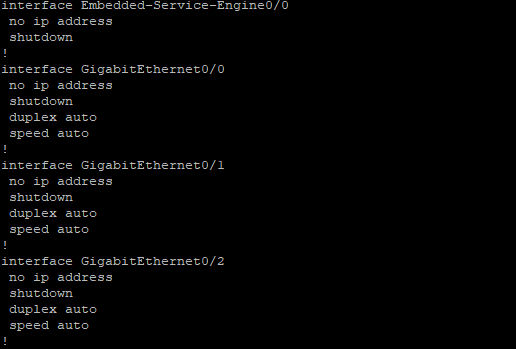 interface Embedded-Service-Engine0/0
 no ip address
 shutdown
!
interface GigabitEthernet0/0
 no ip address
 shutdown
 duplex auto
 speed auto
!
interface GigabitEthernet0/1
 no ip address
 shutdown
 duplex auto
 speed auto
!
interface GigabitEthernet0/2
 no ip address
 shutdown
 duplex auto
 speed auto
!